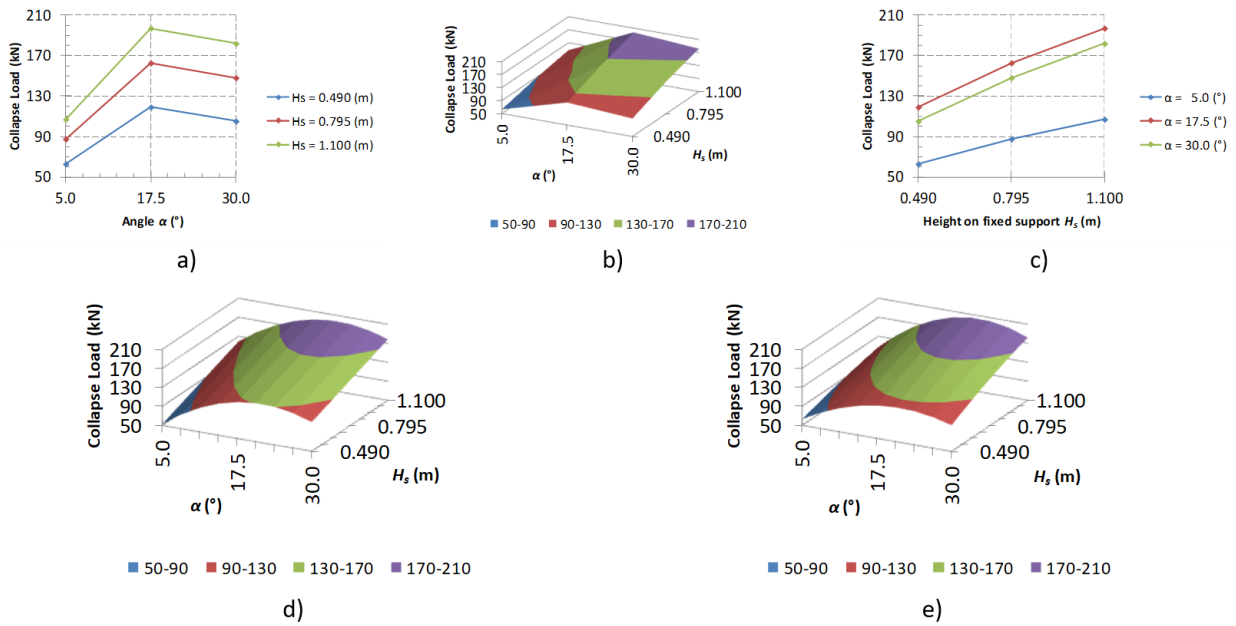 Collapse Load (kN)
210
170
130
90
50
5.0 17.5 30.0
Angle α (°)
Hs = 0.490 (m)
Hs = 0.795 (m)
Hs = 1.100 (m)
a)
Collapse Load (kN)
210
170
130
90
50
5.0
17.5
30.0
α (°)
0.490
0.795
1.100
Hs (m)
50-90 90-130 130-170 170-210
b)
Collapse Load (kN)
210
170
130
90
50
0.490 0.795 1.100
Height on fixed support Hs (m)
α = 5.0 (°)
α = 17.5 (°)
α = 30.0 (°)
c)
Collapse Load (kN)
210
170
130
90
50
5.0
17.5
30.0
α (°)
0.490
0.795
1.100
Hs (m)
50-90 90-130 130-170 170-210
d)
Collapse Load (kN)
210
170
130
90
50
5.0
17.5
30.0
α (°)
0.490
0.795
1.100
Hs (m)
50-90 90-130 130-170 170-210
e)